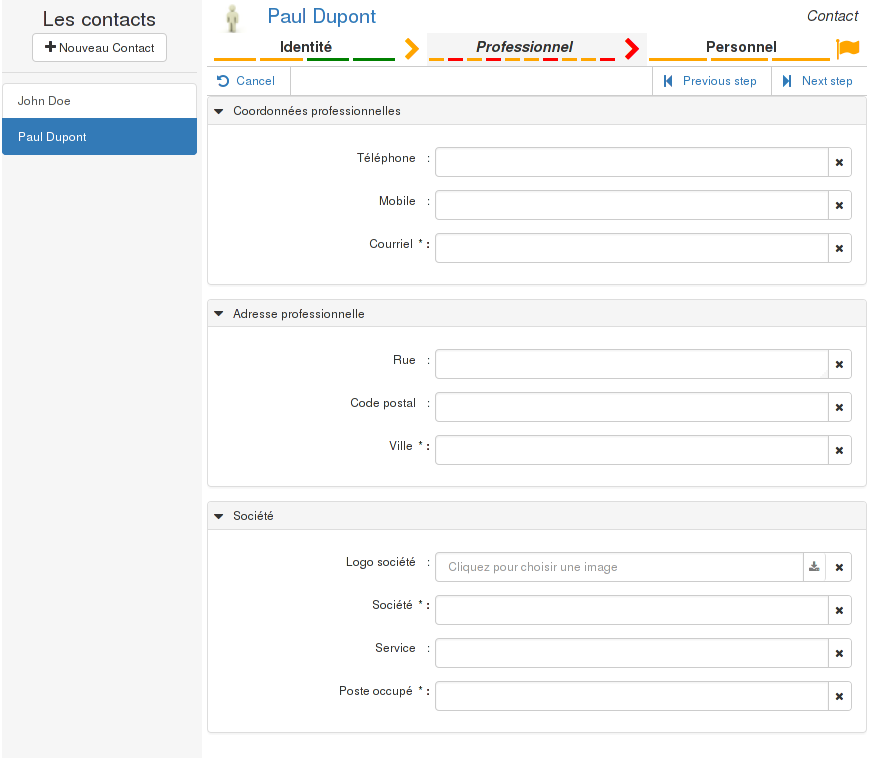 Les contacts
Nouveau Contact
John Doe
Paul Dupont
Paul Dupont
Contact
Identité Professionnel Personnel
Cancel Previous step Next step
Coordonnées professionnelles
Téléphone :
Mobile :
Courriel * :
Adresse professionnelle
Rue :
Code postal :
Ville * :
Société
Logo société : Cliquez pour choisir une image
Société * :
Service :
Poste occupé * :